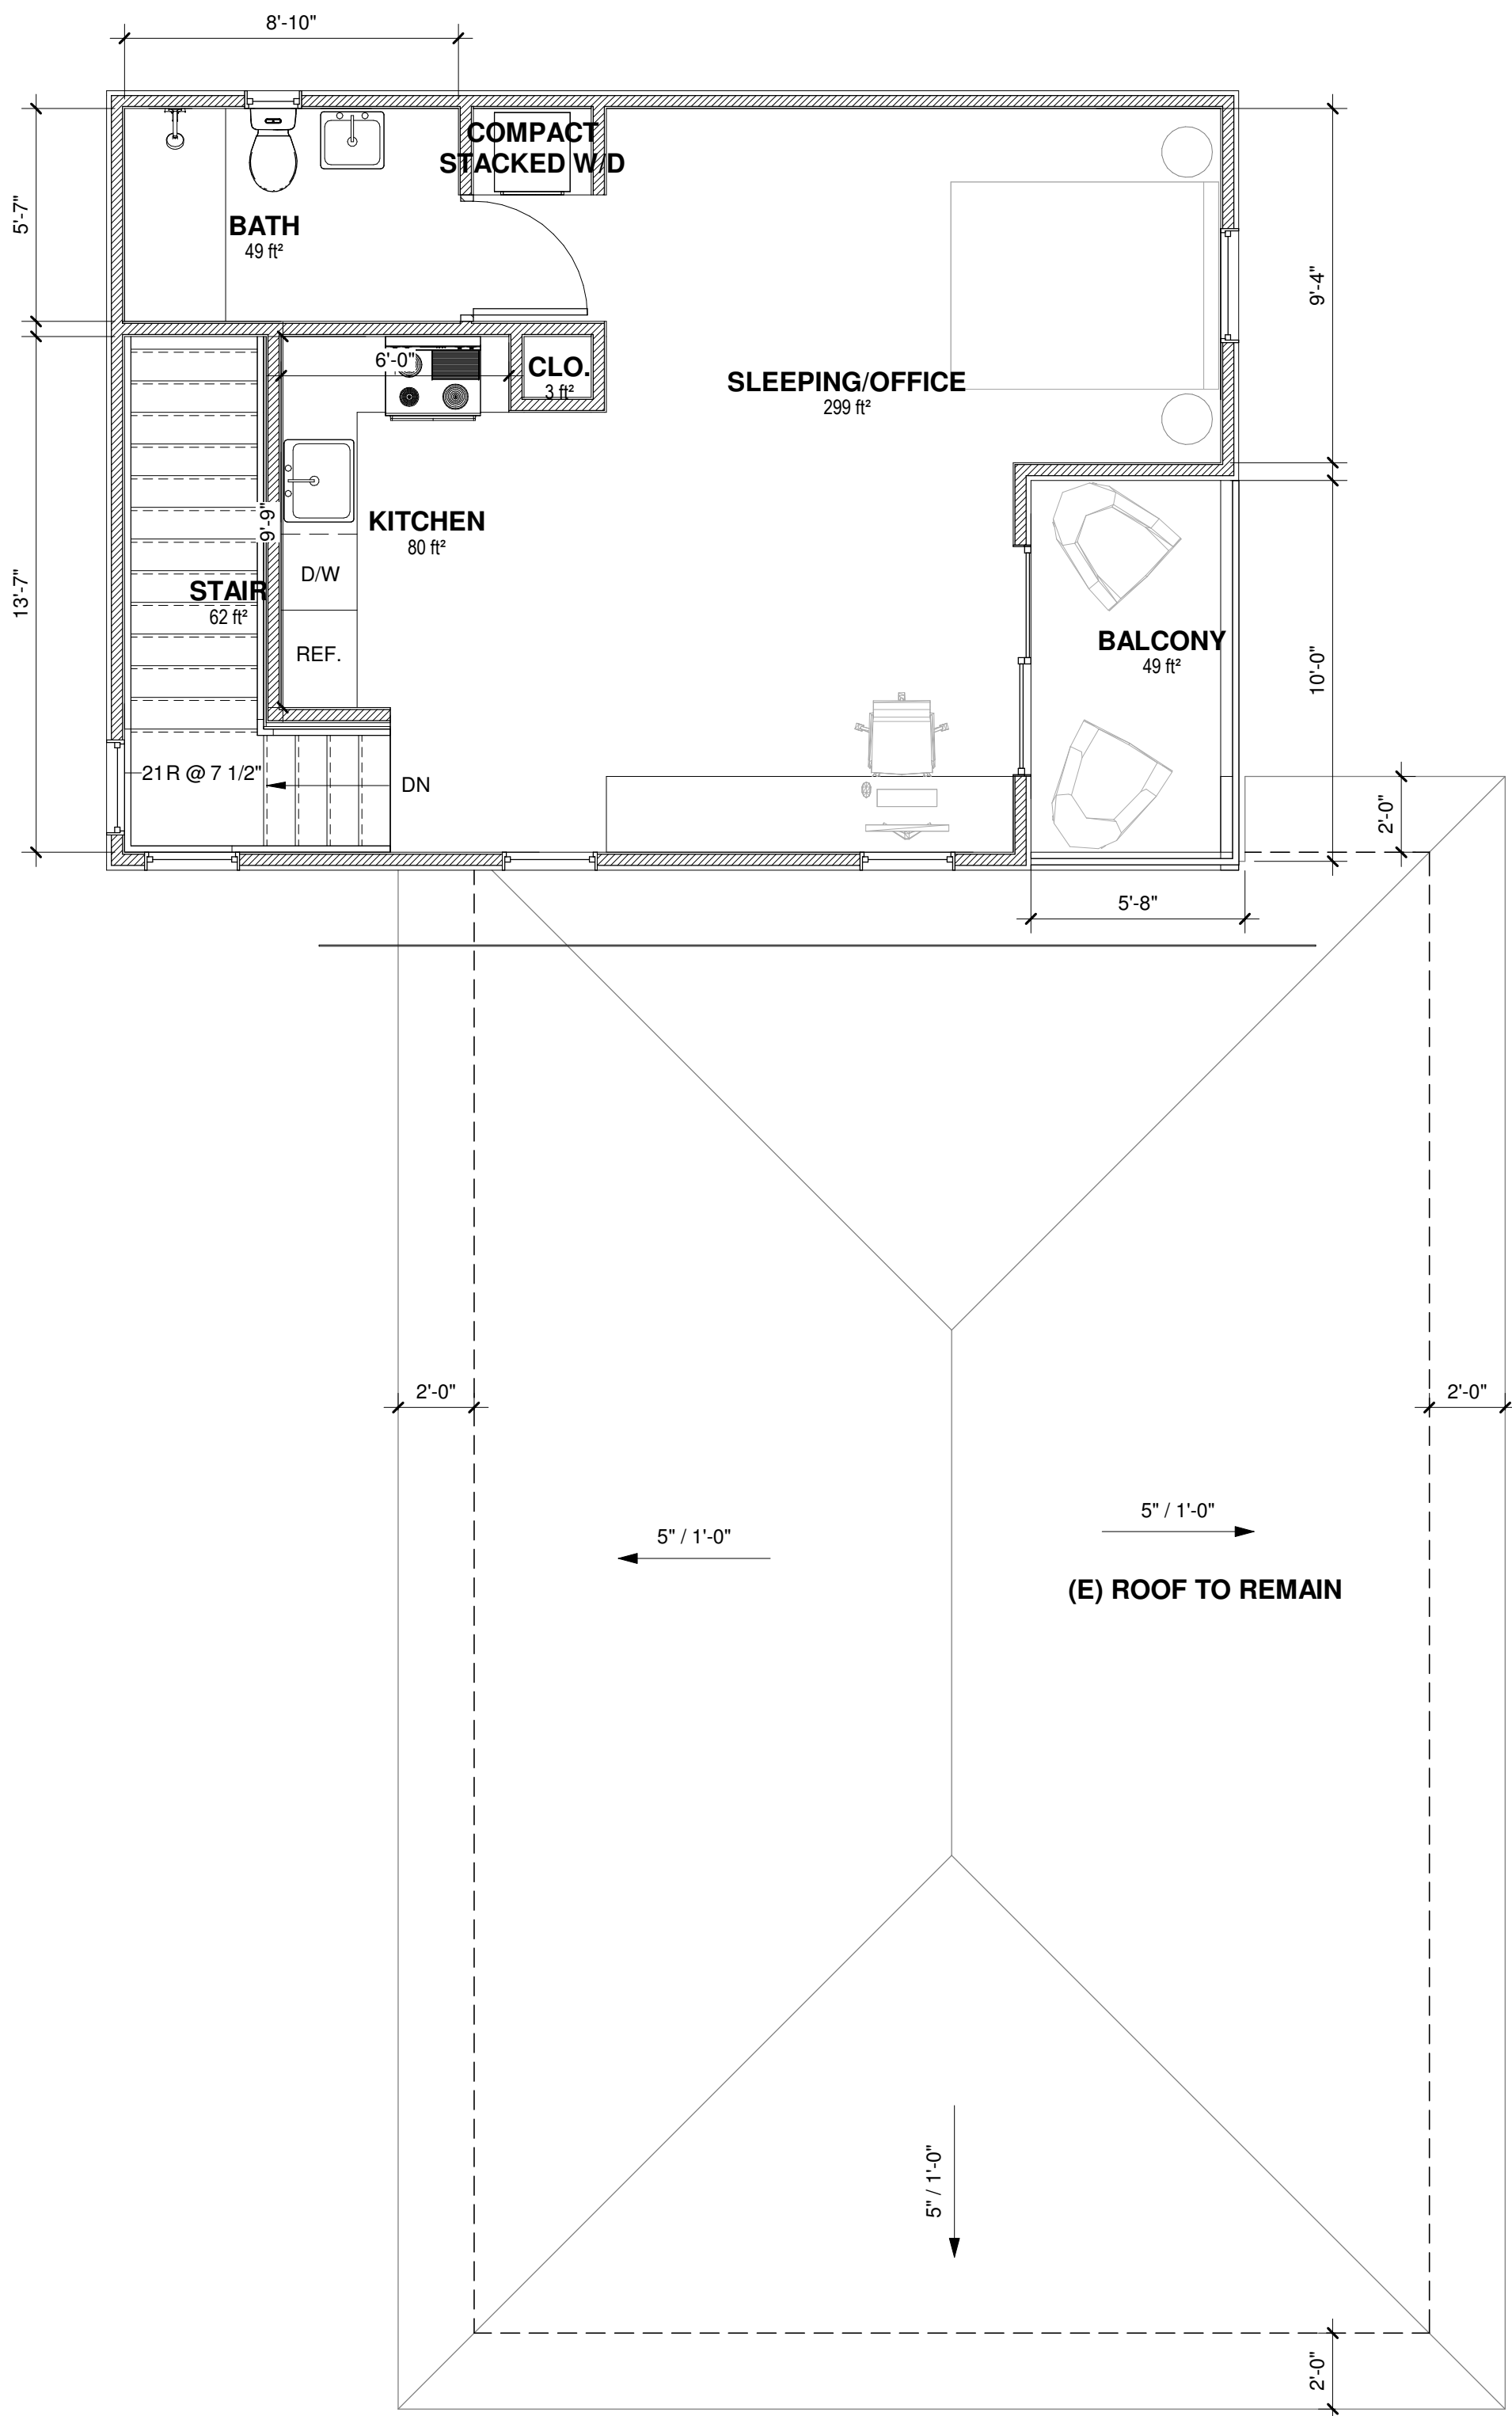 8'-10"
COMPACT
STACKED W/D
5'-7"
BATH
49 ft²
9'-4"
6'-0"
CLO.
3 ft²
SLEEPING/OFFICE
299 ft²
9'-9"
KITCHEN
80 ft²
D/W
13'-7"
STAIR
62 ft²
REF.
BALCONY
49 ft²
10'-0"
21R @ 7 1/2"
DN
2'-0"
5'-8"
2'-0"
2'-0"
5" / 1'-0"
5" / 1'-0"
(E) ROOF TO REMAIN
5" / 1'-0"
2'-0"